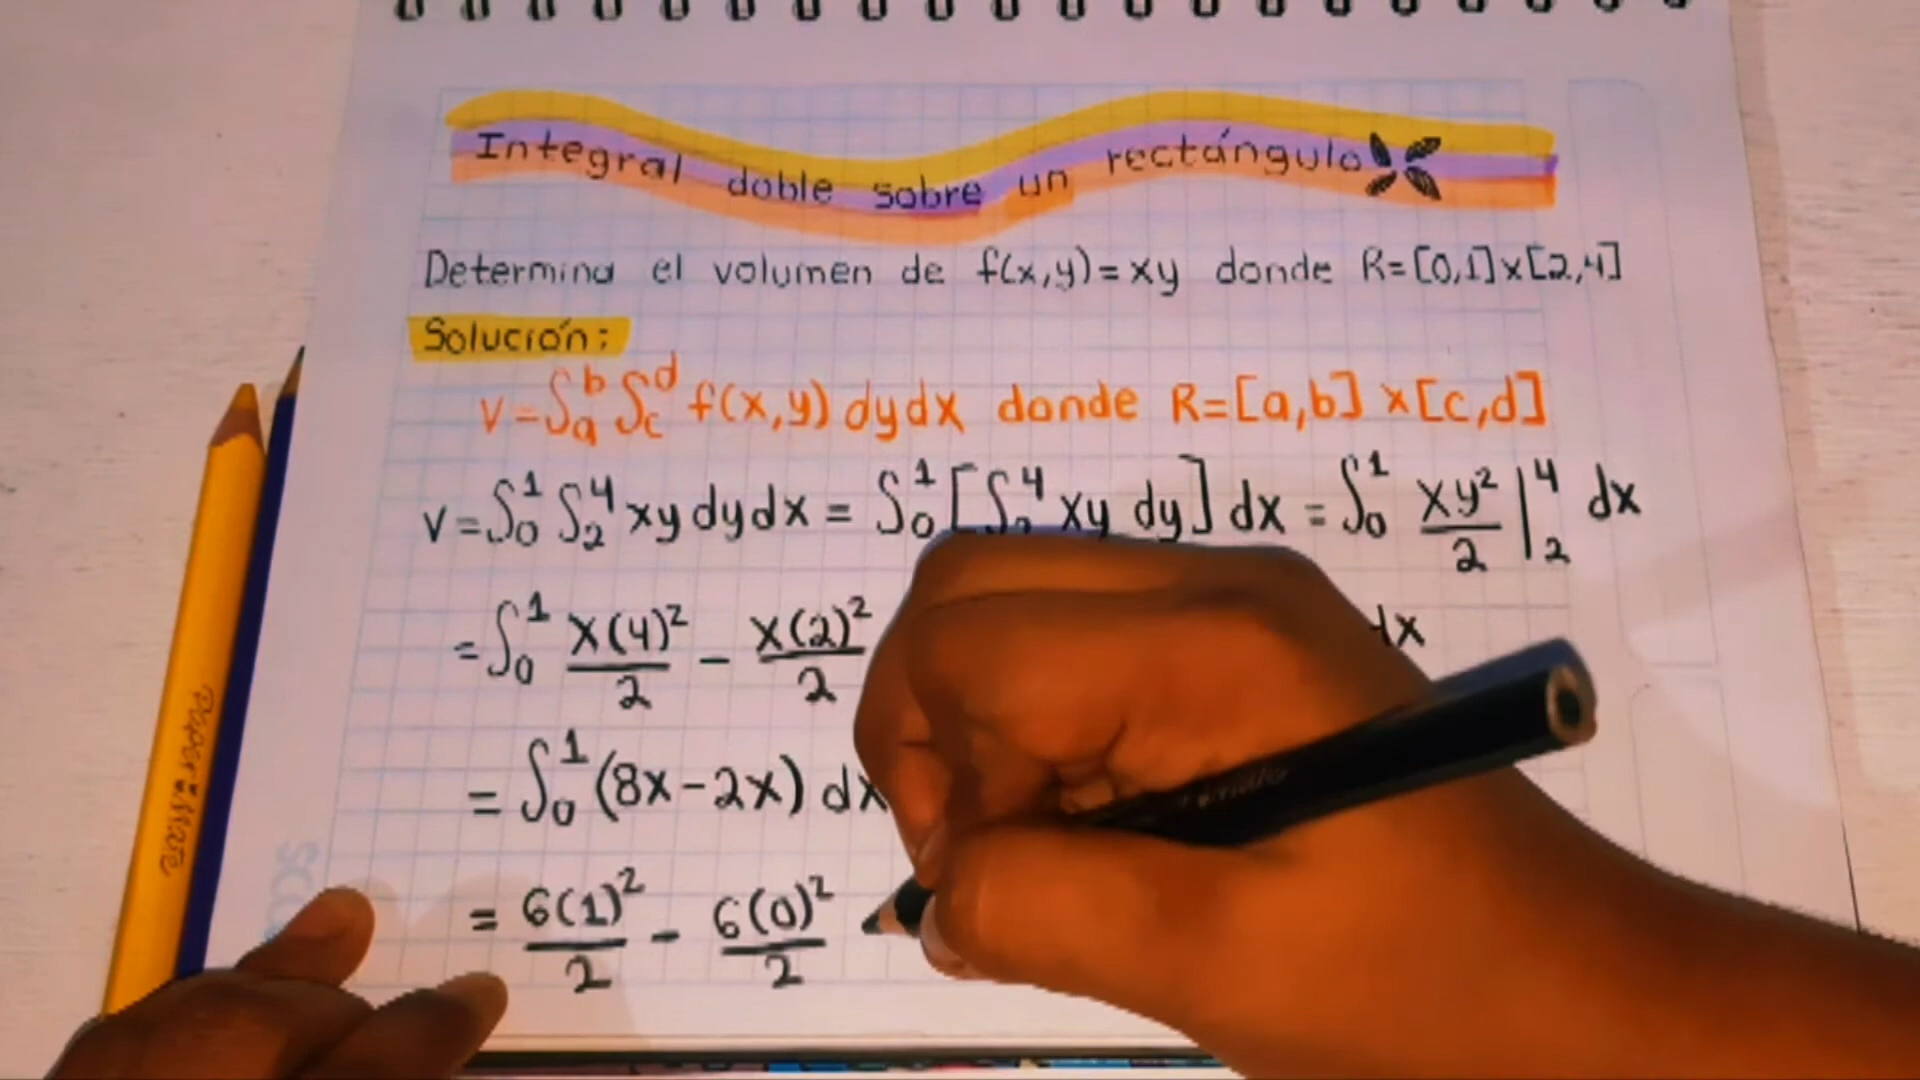 Integral doble sobre un rectángulo
Determina el volumen de f(x,y)=xy donde R=[0,1]x[2,4]
Solución:
V=∫ₐᵇ∫꜀ᵈ f(x,y) dydx donde R=[a,b]x[c,d]
V=∫₀¹∫₂⁴ xy dydx = ∫₀¹[∫₂⁴ xy dy]dx = ∫₀¹ xy²/2 |₂⁴ dx
=∫₀¹ x(4)²/2 - x(2)²/2 dx
=∫₀¹(8x-2x)dx
= 6(1)²/2 - 6(0)²/2